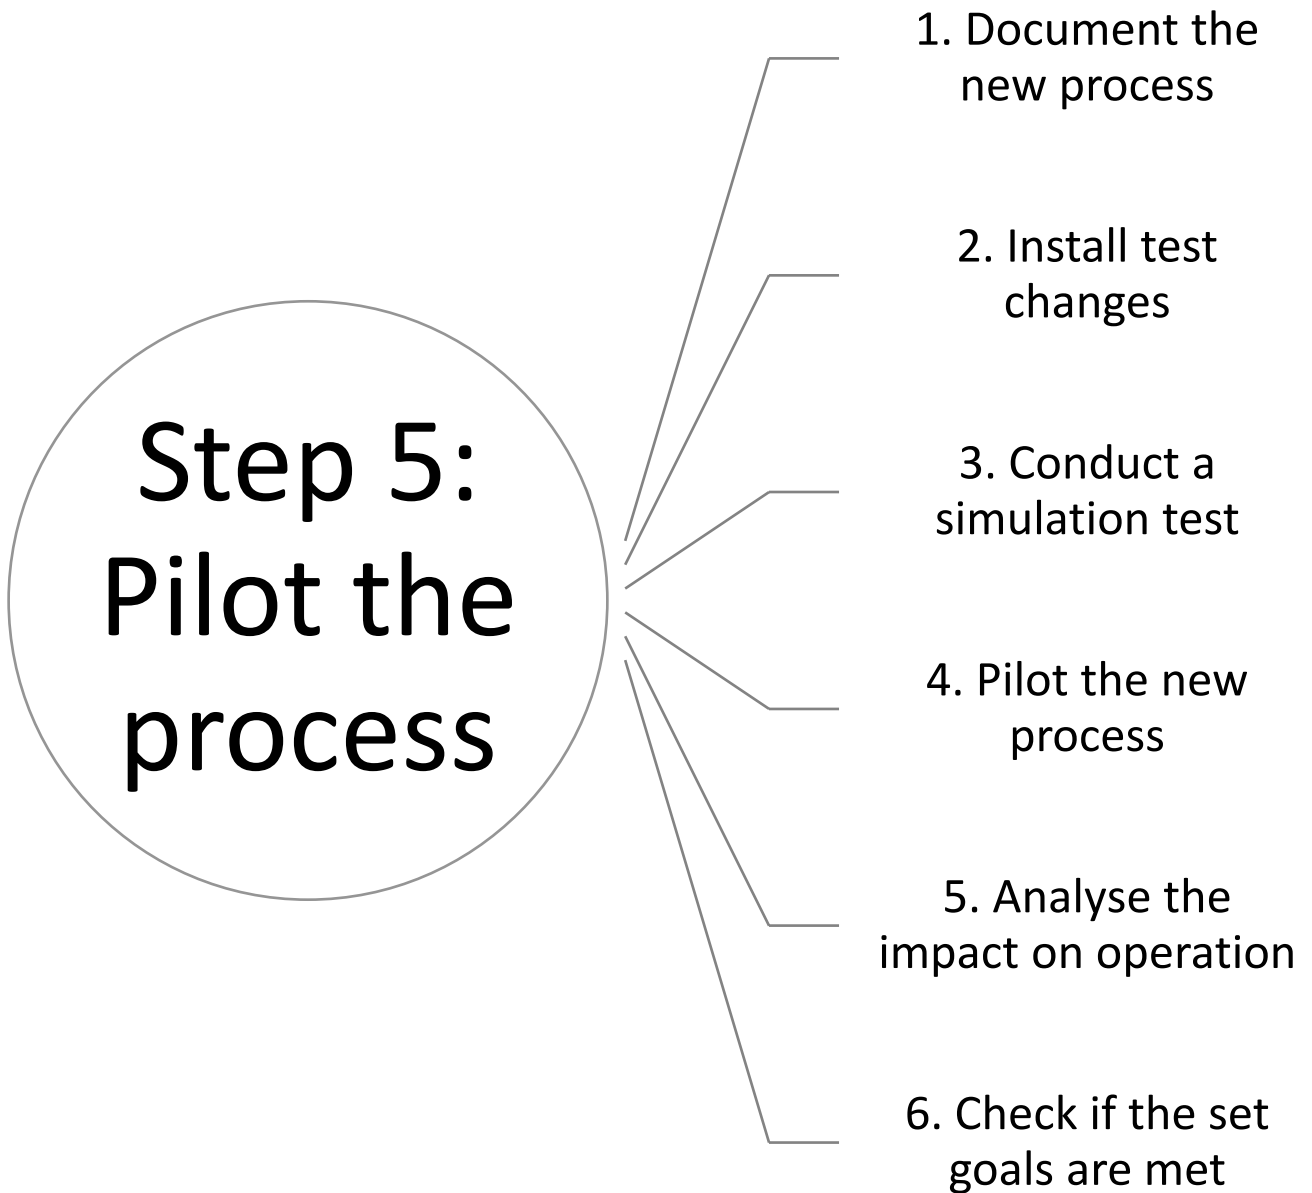 Step 5:
Pilot the
process
1. Document the
new process
2. Install test
changes
3. Conduct a
simulation test
4. Pilot the new
process
5. Analyse the
impact on operation
6. Check if the set
goals are met